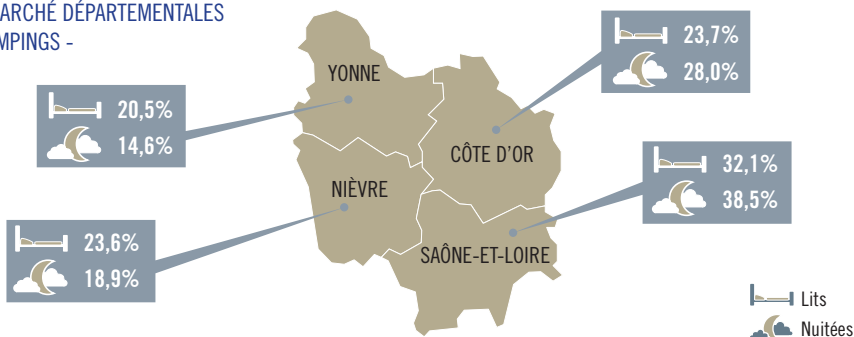 ARCHÉ DÉPARTEMENTALES
MPINGS -
23,7%
28,0%
YONNE
20,5%
14,6%
CÔTE D'OR
32,1%
38,5%
NIÈVRE
23,6%
18,9%
SAÔNE-ET-LOIRE
Lits
Nuitées